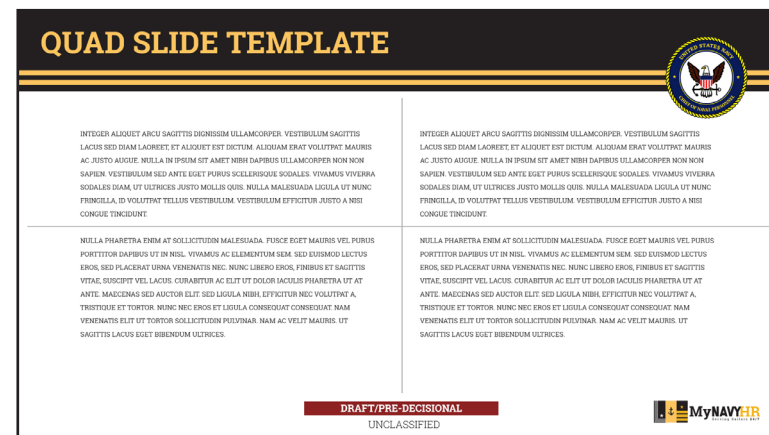 QUAD SLIDE TEMPLATE
UNITED STATES NAVY
CHIEF OF NAVAL PERSONNEL
INTEGER ALIQUET ARCU SAGITTIS DIGNISSIM ULLAMCORPER. VESTIBULUM SAGITTIS
LACUS SED DIAM LAOREET, ET ALIQUET EST DICTUM. ALIQUAM ERAT VOLUTPAT. MAURIS
AC JUSTO AUGUE. NULLA IN IPSUM SIT AMET NIBH DAPIBUS ULLAMCORPER NON NON
SAPIEN. VESTIBULUM SED ANTE EGET PURUS SCELERISQUE SODALES. VIVAMUS VIVERRA
SODALES DIAM, UT ULTRICES JUSTO MOLLIS QUIS. NULLA MALESUADA LIGULA UT NUNC
FRINGILLA, ID VOLUTPAT TELLUS VESTIBULUM. VESTIBULUM EFFICITUR JUSTO A NISI
CONGUE TINCIDUNT.
INTEGER ALIQUET ARCU SAGITTIS DIGNISSIM ULLAMCORPER. VESTIBULUM SAGITTIS
LACUS SED DIAM LAOREET, ET ALIQUET EST DICTUM. ALIQUAM ERAT VOLUTPAT. MAURIS
AC JUSTO AUGUE. NULLA IN IPSUM SIT AMET NIBH DAPIBUS ULLAMCORPER NON NON
SAPIEN. VESTIBULUM SED ANTE EGET PURUS SCELERISQUE SODALES. VIVAMUS VIVERRA
SODALES DIAM, UT ULTRICES JUSTO MOLLIS QUIS. NULLA MALESUADA LIGULA UT NUNC
FRINGILLA, ID VOLUTPAT TELLUS VESTIBULUM. VESTIBULUM EFFICITUR JUSTO A NISI
CONGUE TINCIDUNT.
NULLA PHARETRA ENIM AT SOLLICITUDIN MALESUADA. FUSCE EGET MAURIS VEL PURUS
PORTTITOR DAPIBUS UT IN NISL. VIVAMUS AC ELEMENTUM SEM. SED EUISMOD LECTUS
EROS, SED PLACERAT URNA VENENATIS NEC. NUNC LIBERO EROS, FINIBUS ET SAGITTIS
VITAE, SUSCIPIT VEL LACUS. CURABITUR AC ELIT UT DOLOR IACULIS PHARETRA UT AT
ANTE. MAECENAS SED AUCTOR ELIT. SED LIGULA NIBH, EFFICITUR NEC VOLUTPAT A,
TRISTIQUE ET TORTOR. NUNC NEC EROS ET LIGULA CONSEQUAT CONSEQUAT. NAM
VENENATIS ELIT UT TORTOR SOLLICITUDIN PULVINAR. NAM AC VELIT MAURIS. UT
SAGITTIS LACUS EGET BIBENDUM ULTRICES.
NULLA PHARETRA ENIM AT SOLLICITUDIN MALESUADA. FUSCE EGET MAURIS VEL PURUS
PORTTITOR DAPIBUS UT IN NISL. VIVAMUS AC ELEMENTUM SEM. SED EUISMOD LECTUS
EROS, SED PLACERAT URNA VENENATIS NEC. NUNC LIBERO EROS, FINIBUS ET SAGITTIS
VITAE, SUSCIPIT VEL LACUS. CURABITUR AC ELIT UT DOLOR IACULIS PHARETRA UT AT
ANTE. MAECENAS SED AUCTOR ELIT. SED LIGULA NIBH, EFFICITUR NEC VOLUTPAT A,
TRISTIQUE ET TORTOR. NUNC NEC EROS ET LIGULA CONSEQUAT CONSEQUAT. NAM
VENENATIS ELIT UT TORTOR SOLLICITUDIN PULVINAR. NAM AC VELIT MAURIS. UT
SAGITTIS LACUS EGET BIBENDUM ULTRICES.
DRAFT/PRE-DECISIONAL
UNCLASSIFIED
MyNAVYHR
Serving Sailors 24/7